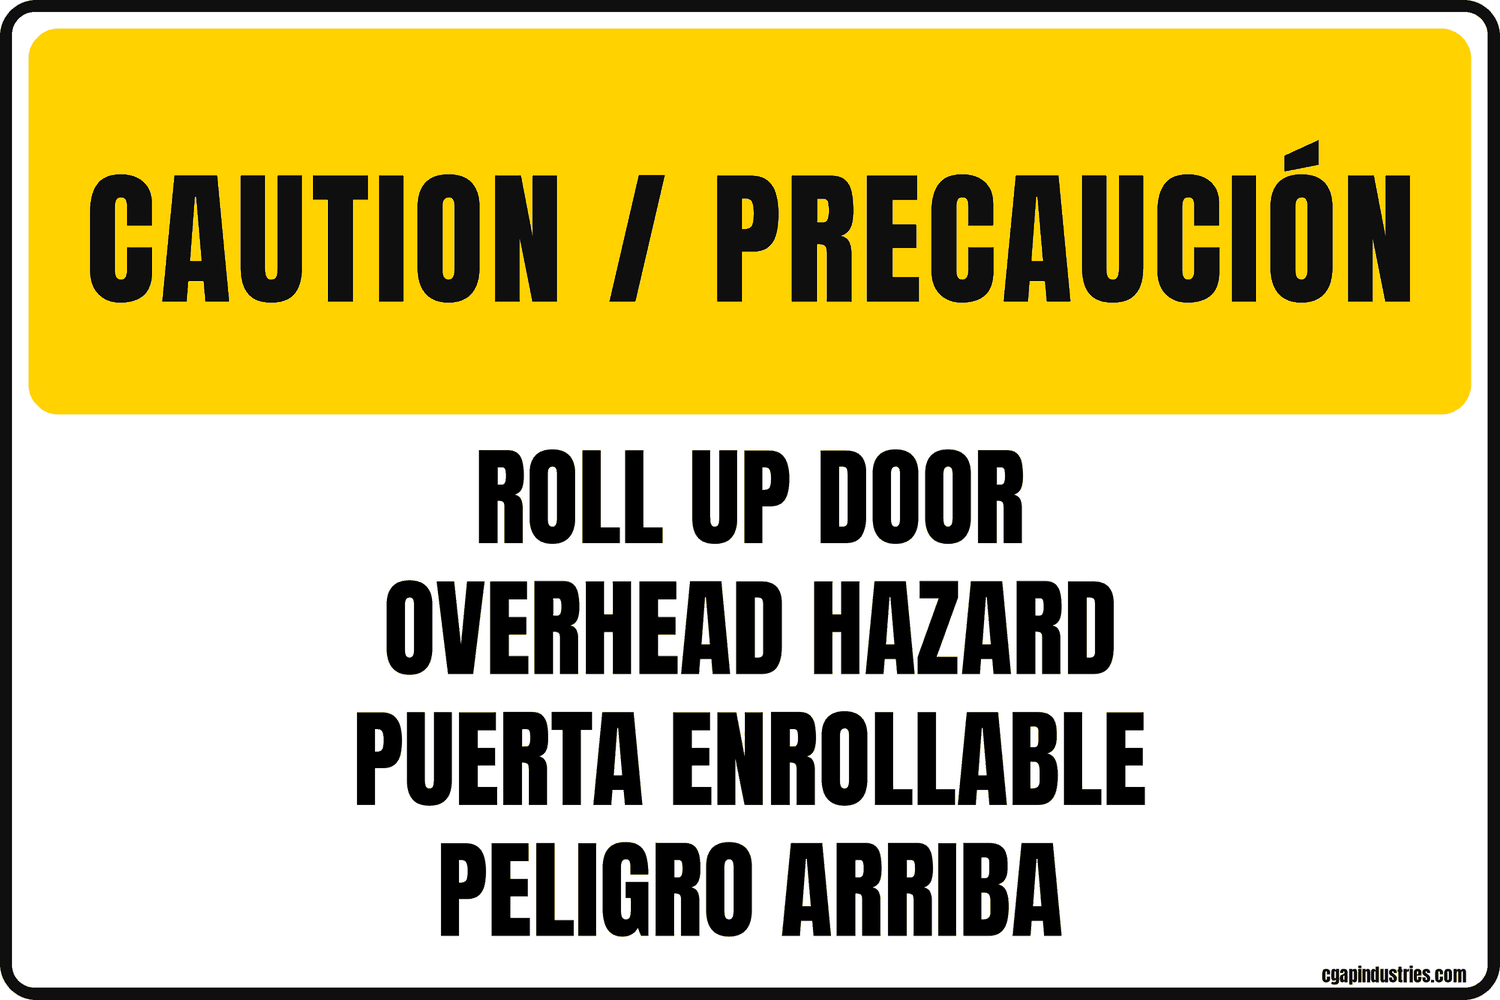 CAUTION / PRECAUCIÓN
ROLL UP DOOR
OVERHEAD HAZARD
PUERTA ENROLLABLE
PELIGRO ARRIBA
cgapindustries.com